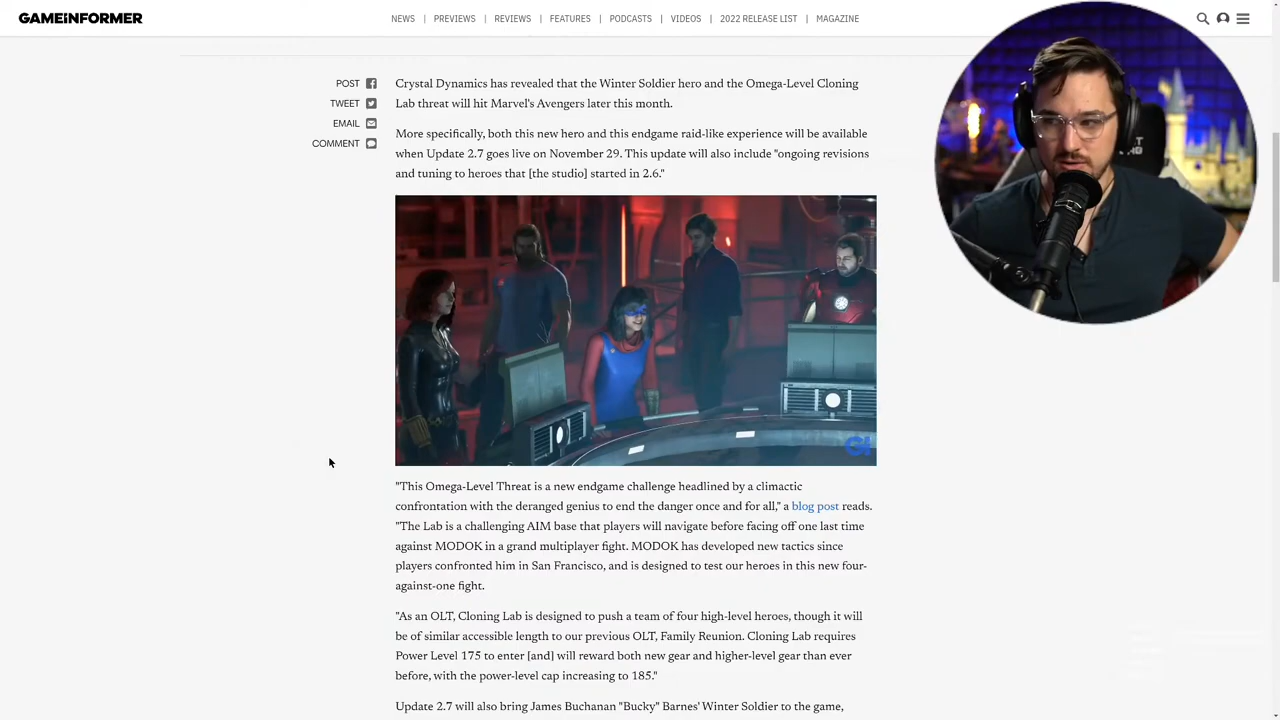 GAMEINFORMER
NEWS | PREVIEWS | REVIEWS | FEATURES | PODCASTS | VIDEOS | 2022 RELEASE LIST | MAGAZINE
POST
TWEET
EMAIL
COMMENT
Crystal Dynamics has revealed that the Winter Soldier hero and the Omega-Level Cloning
Lab threat will hit Marvel's Avengers later this month.
More specifically, both this new hero and this endgame raid-like experience will be available
when Update 2.7 goes live on November 29. This update will also include "ongoing revisions
and tuning to heroes that [the studio] started in 2.6."
GI
"This Omega-Level Threat is a new endgame challenge headlined by a climactic
confrontation with the deranged genius to end the danger once and for all," a blog post reads.
"The Lab is a challenging AIM base that players will navigate before facing off one last time
against MODOK in a grand multiplayer fight. MODOK has developed new tactics since
players confronted him in San Francisco, and is designed to test our heroes in this new four-
against-one fight.
"As an OLT, Cloning Lab is designed to push a team of four high-level heroes, though it will
be of similar accessible length to our previous OLT, Family Reunion. Cloning Lab requires
Power Level 175 to enter [and] will reward both new gear and higher-level gear than ever
before, with the power-level cap increasing to 185."
Update 2.7 will also bring James Buchanan "Bucky" Barnes' Winter Soldier to the game,